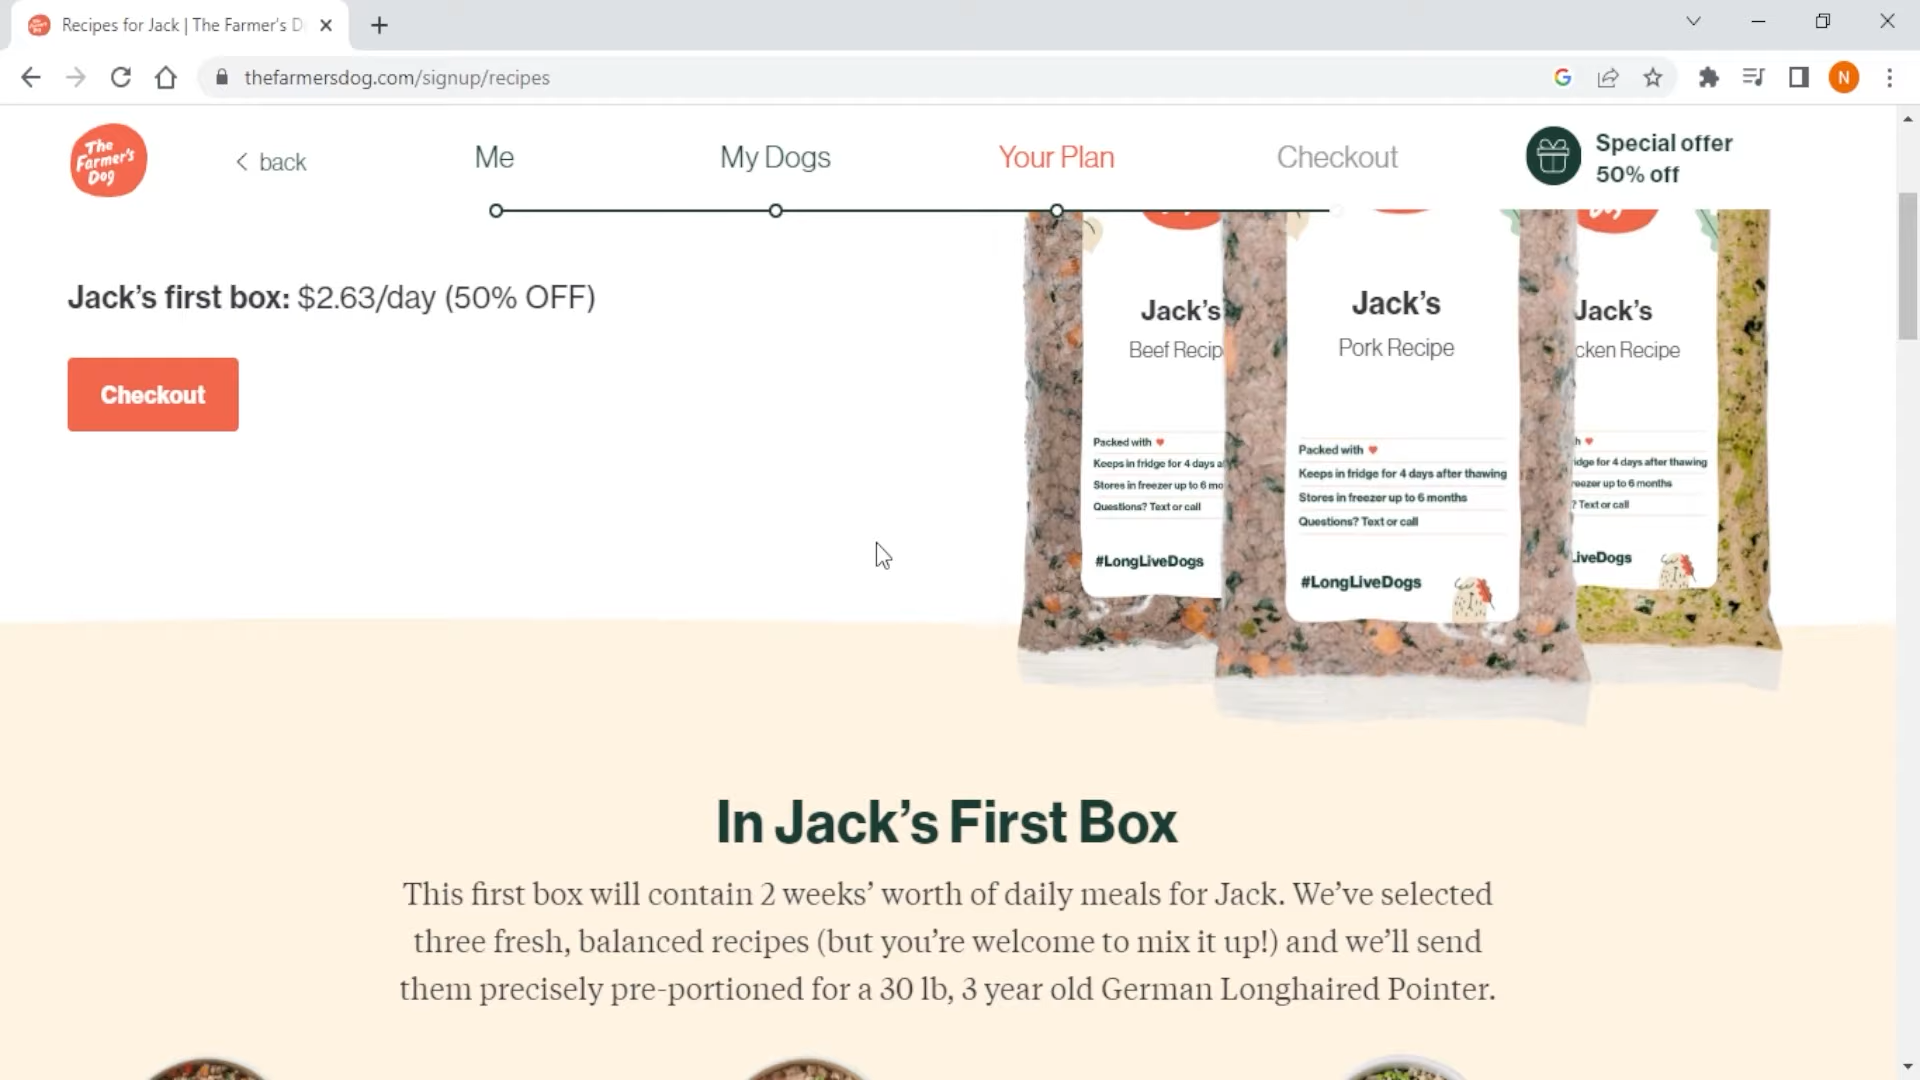 Recipes for Jack | The Farmer's D
thefarmersdog.com/signup/recipes
N
The
Farmer's
Dog
< back
Me
My Dogs
Your Plan
Checkout
Special offer
50% off
Jack's first box: $2.63/day (50% OFF)
Checkout
Jack's
Beef Recip
Packed with
Keeps in fridge for 4 days a
Stores in freezer up to 6 mo
Questions? Text or call
#LongLiveDogs
Jack's
Pork Recipe
Packed with
Keeps in fridge for 4 days after thawing
Stores in freezer up to 6 months
Questions? Text or call
#LongLiveDogs
Jack's
cken Recipe
h
idge for 4 days after thawing
reezer up to 6 months
? Text or call
LiveDogs
In Jack’s First Box
This first box will contain 2 weeks’ worth of daily meals for Jack. We’ve selected
three fresh, balanced recipes (but you’re welcome to mix it up!) and we’ll send
them precisely pre-portioned for a 30 lb, 3 year old German Longhaired Pointer.